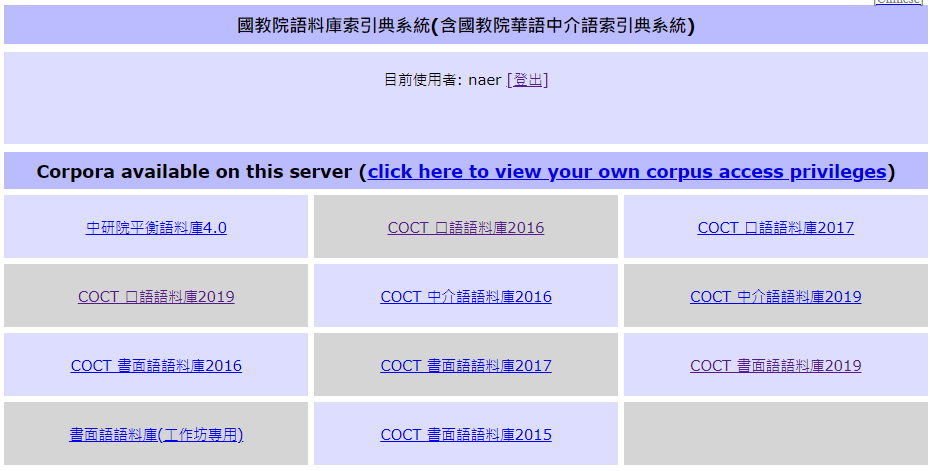 國教院語料庫索引典系統(含國教院華語中介語索引典系統)
目前使用者: naer [登出]
Corpora available on this server (click here to view your own corpus access privileges)
中研院平衡語料庫4.0
COCT 口語語料庫2016
COCT 口語語料庫2017
COCT 口語語料庫2019
COCT 中介語語料庫2016
COCT 中介語語料庫2019
COCT 書面語語料庫2016
COCT 書面語語料庫2017
COCT 書面語語料庫2019
書面語語料庫(工作坊專用)
COCT 書面語語料庫2015